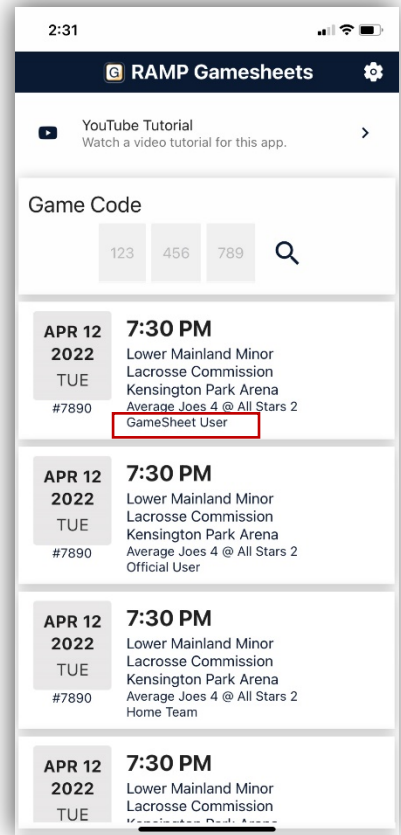 2:31
G RAMP Gamesheets
YouTube Tutorial
Watch a video tutorial for this app.
Game Code
123 456 789
APR 12
2022
TUE
#7890
7:30 PM
Lower Mainland Minor
Lacrosse Commission
Kensington Park Arena
Average Joes 4 @ All Stars 2
GameSheet User
APR 12
2022
TUE
#7890
7:30 PM
Lower Mainland Minor
Lacrosse Commission
Kensington Park Arena
Average Joes 4 @ All Stars 2
Official User
APR 12
2022
TUE
#7890
7:30 PM
Lower Mainland Minor
Lacrosse Commission
Kensington Park Arena
Average Joes 4 @ All Stars 2
Home Team
APR 12
2022
TUE
7:30 PM
Lower Mainland Minor
Lacrosse Commission
Kensington Park Arena